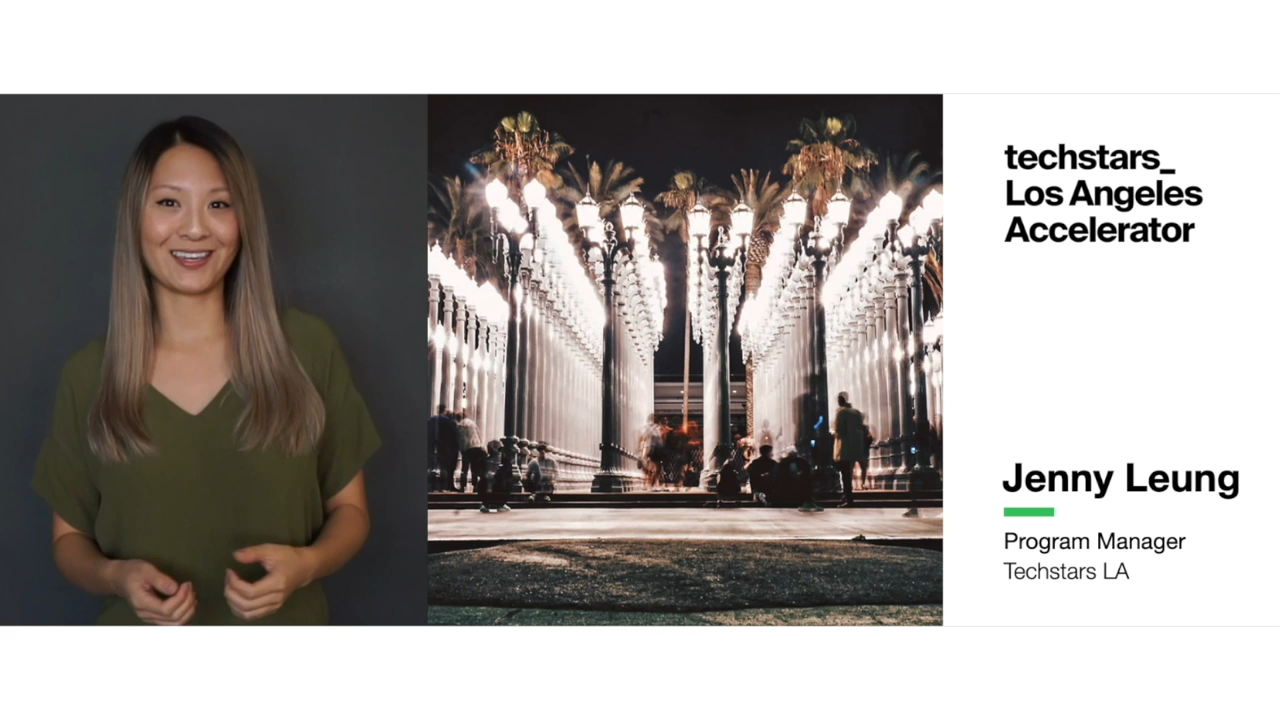 techstars_
Los Angeles
Accelerator
Jenny Leung
Program Manager
Techstars LA